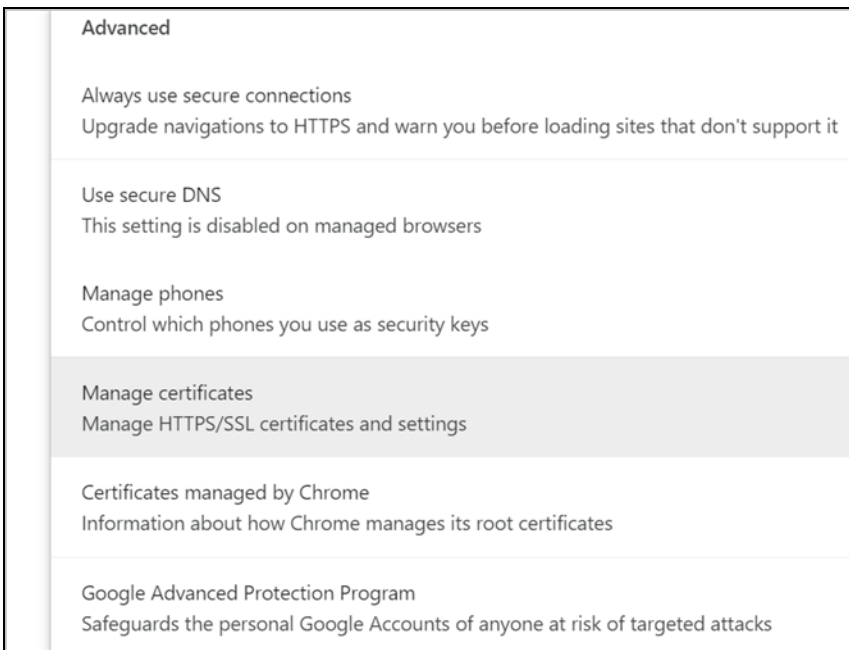 Advanced
Always use secure connections
Upgrade navigations to HTTPS and warn you before loading sites that don't support it
Use secure DNS
This setting is disabled on managed browsers
Manage phones
Control which phones you use as security keys
Manage certificates
Manage HTTPS/SSL certificates and settings
Certificates managed by Chrome
Information about how Chrome manages its root certificates
Google Advanced Protection Program
Safeguards the personal Google Accounts of anyone at risk of targeted attacks